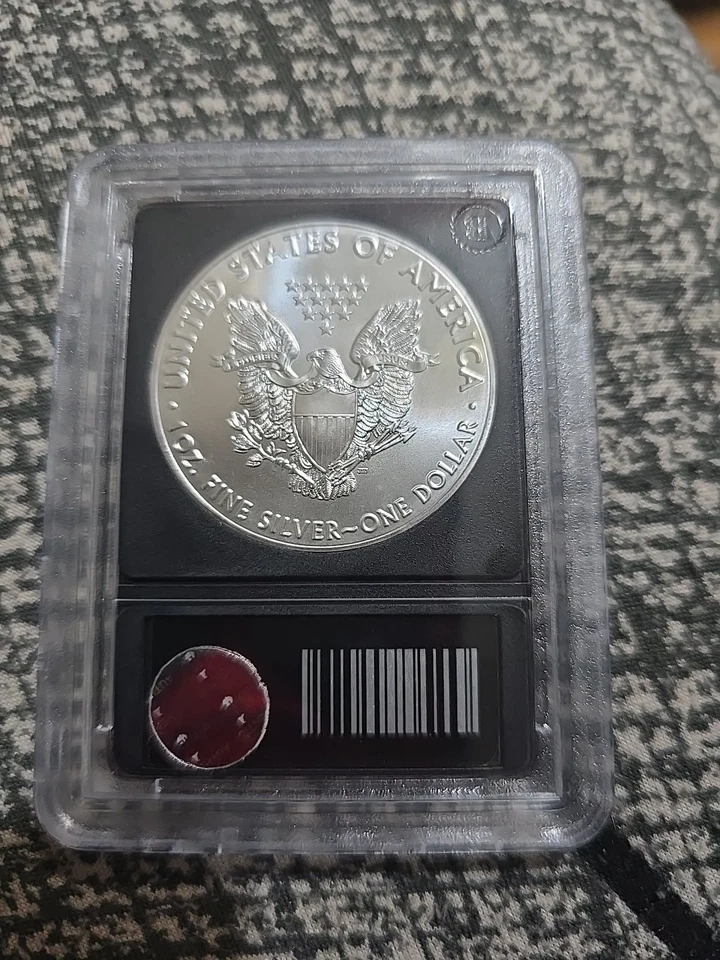 UNITED STATES OF AMERICA
1 OZ. FINE SILVER~ONE DOLLAR